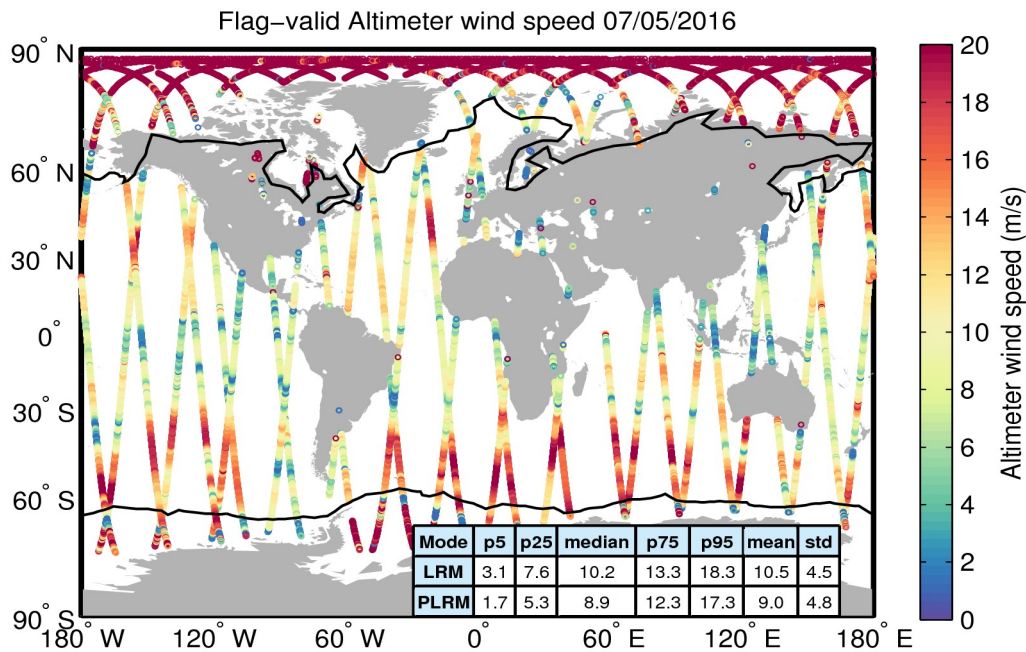 Flag−valid Altimeter wind speed 07/05/2016
90° N
60° N
30° N
0°
30° S
60° S
90° S
180° W
120° W
60° W
0°
60° E
120° E
180° E
Mode p5 p25 median p75 p95 mean std
LRM 3.1 7.6 10.2 13.3 18.3 10.5 4.5
PLRM 1.7 5.3 8.9 12.3 17.3 9.0 4.8
20
18
16
14
12
10
8
6
4
2
0
Altimeter wind speed (m/s)